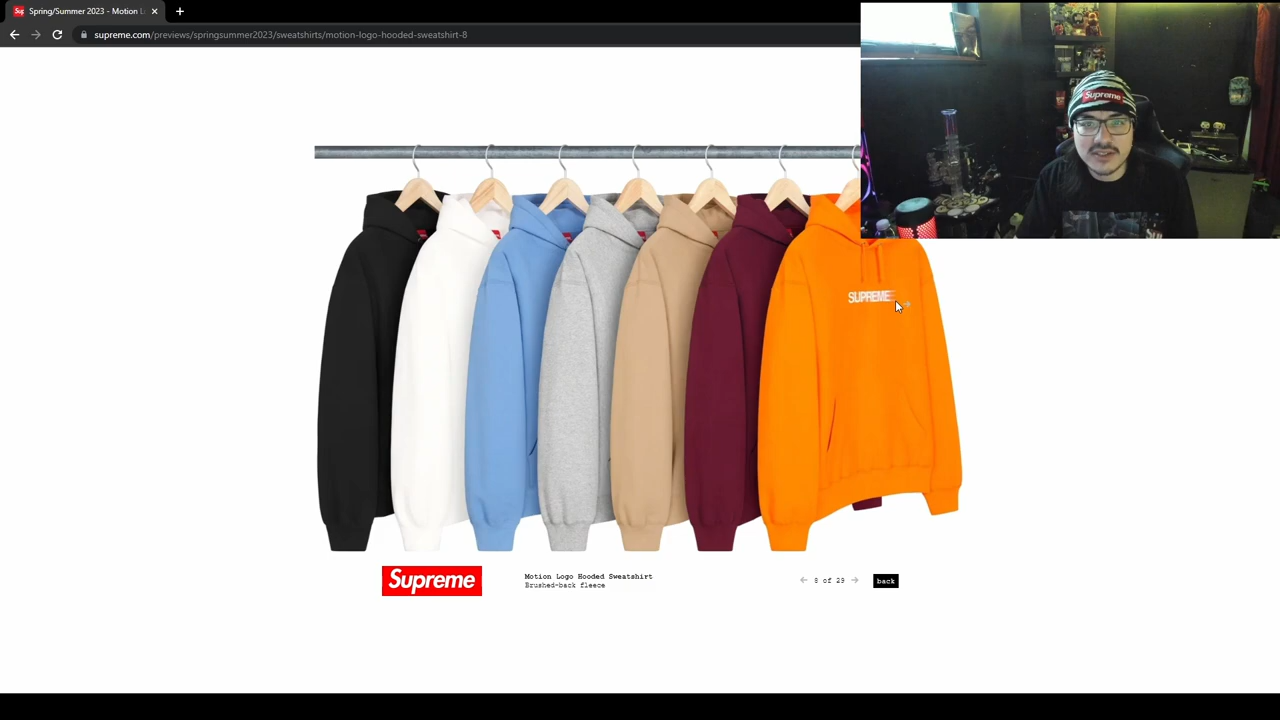 Spring/Summer 2023 - Motion L
supreme.com/previews/springsummer2023/sweatshirts/motion-logo-hooded-sweatshirt-8
Supreme
SUPREME
Supreme
Motion Logo Hooded Sweatshirt
Brushed-back fleece
8 of 29
back